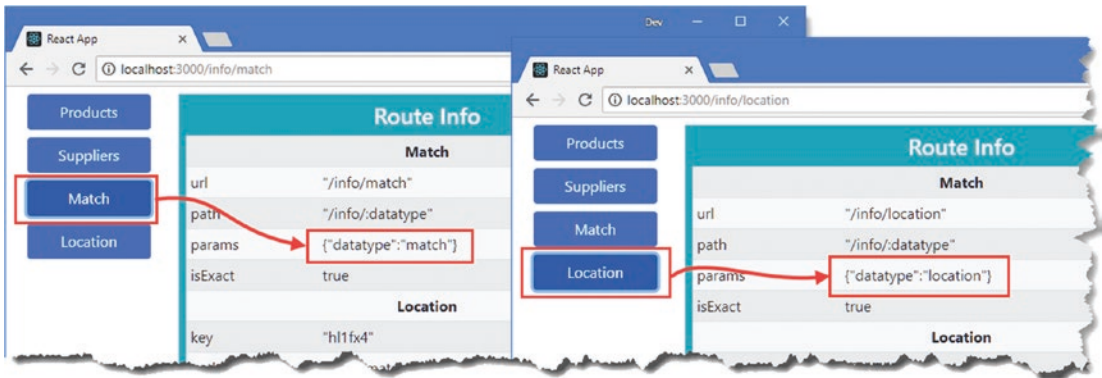 Dev
React App
localhost:3000/info/match
Products
Suppliers
Match
Location
Route Info
Match
url "/info/match"
path "/info/:datatype"
params {"datatype":"match"}
isExact true
Location
key "hl1fx4"
React App
localhost:3000/info/location
Products
Suppliers
Match
Location
Route Info
Match
url "/info/location"
path "/info/:datatype"
params {"datatype":"location"}
isExact true
Location